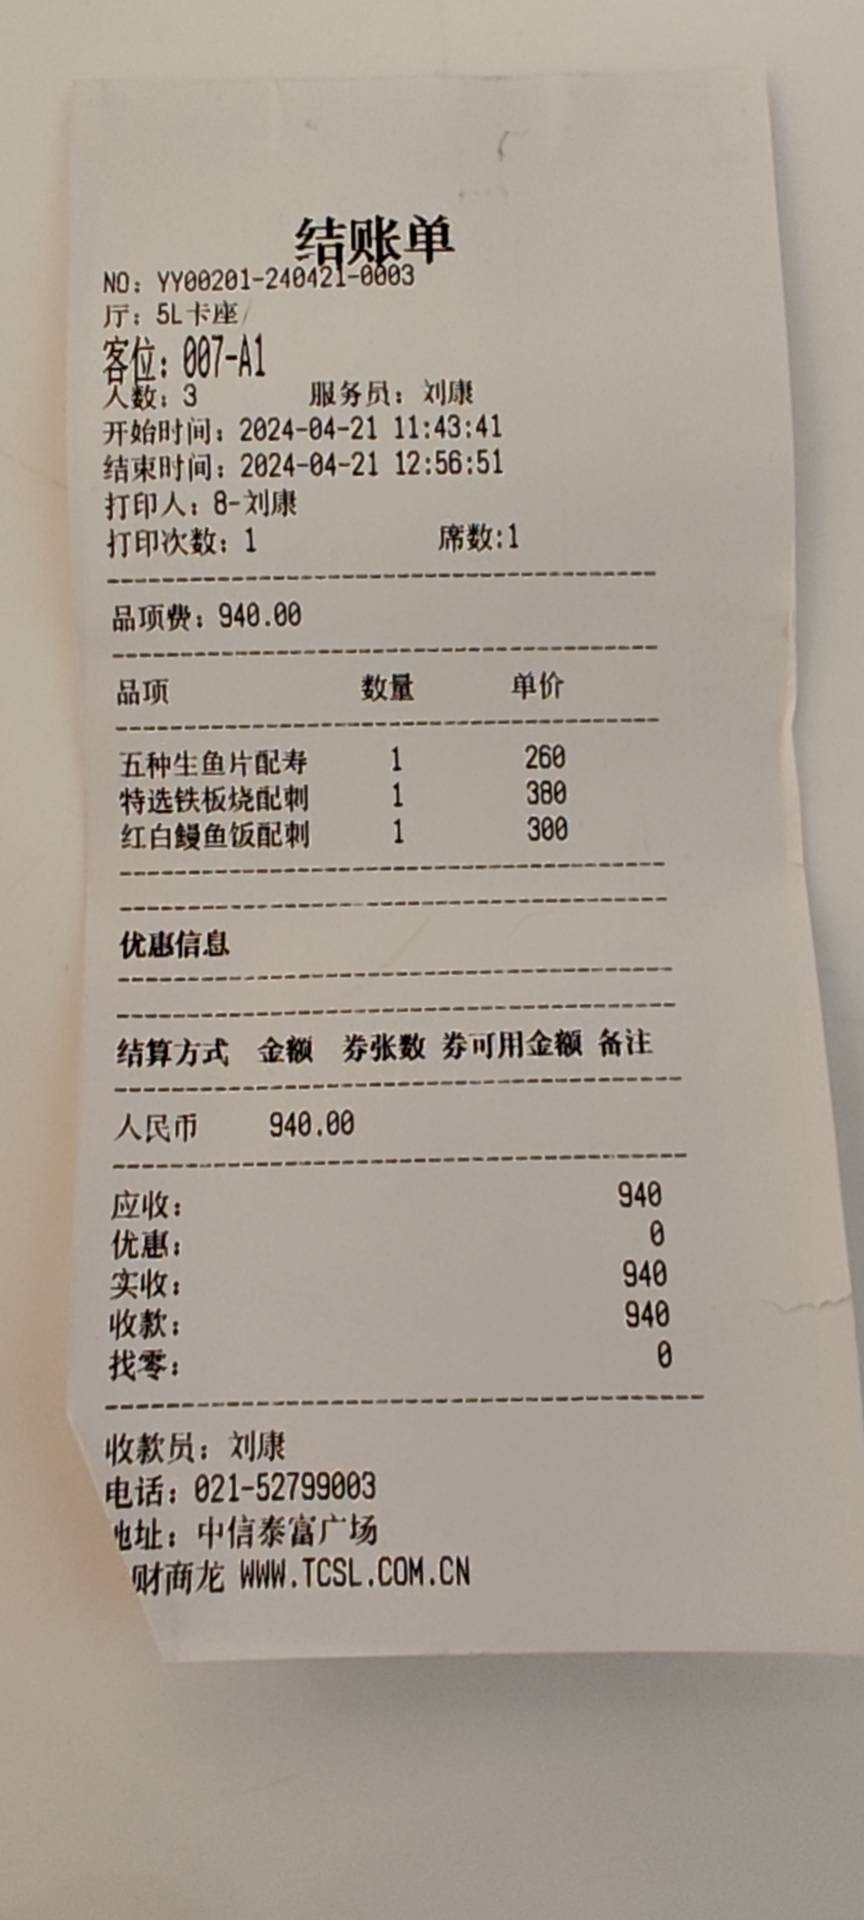 结账单
NO: YY00201-240421-0003
厅: 5L卡座/
客位: 007-A1
人数: 3 服务员: 刘康
开始时间: 2024-04-21 11:43:41
结束时间: 2024-04-21 12:56:51
打印人: 8-刘康
打印次数: 1 席数:1
品项费: 940.00
品项 数量 单价
五种生鱼片配寿 1 260
特选铁板烧配刺 1 380
红白鳗鱼饭配刺 1 300
优惠信息
结算方式 金额 券张数 券可用金额 备注
人民币 940.00
应收: 940
优惠: 0
实收: 940
收款: 940
找零: 0
收款员: 刘康
电话: 021-52799003
地址: 中信泰富广场
财商龙 WWW.TCSL.COM.CN